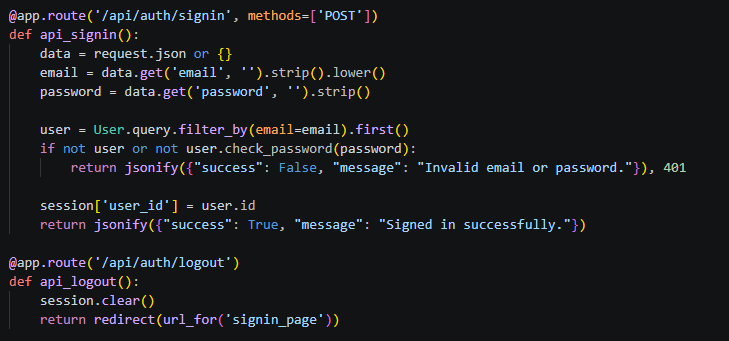 @app.route('/api/auth/signin', methods=['POST'])
def api_signin():
    data = request.json or {}
    email = data.get('email', '').strip().lower()
    password = data.get('password', '').strip()

    user = User.query.filter_by(email=email).first()
    if not user or not user.check_password(password):
        return jsonify({"success": False, "message": "Invalid email or password."}), 401

    session['user_id'] = user.id
    return jsonify({"success": True, "message": "Signed in successfully."})

@app.route('/api/auth/logout')
def api_logout():
    session.clear()
    return redirect(url_for('signin_page'))